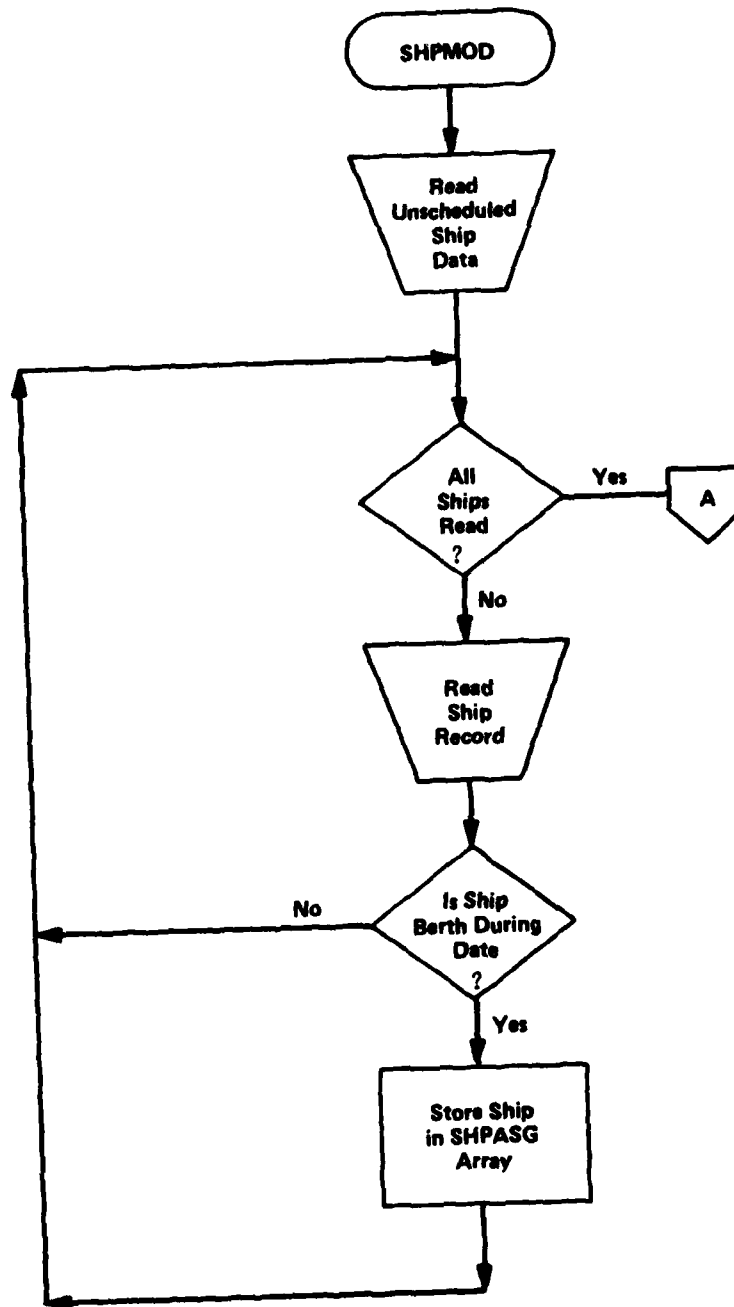 SHPMOD
Read
Unscheduled
Ship
Data
All
Ships
Read
?
Yes
A
No
Read
Ship
Record
Is Ship
Berth During
Date
?
No
Yes
Store Ship
in SHPASG
Array